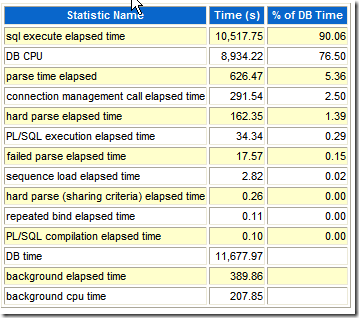 Statistic Name Time (s) % of DB Time
sql execute elapsed time 10,517.75 90.06
DB CPU 8,934.22 76.50
parse time elapsed 626.47 5.36
connection management call elapsed time 291.54 2.50
hard parse elapsed time 162.35 1.39
PL/SQL execution elapsed time 34.34 0.29
failed parse elapsed time 17.57 0.15
sequence load elapsed time 2.82 0.02
hard parse (sharing criteria) elapsed time 0.26 0.00
repeated bind elapsed time 0.11 0.00
PL/SQL compilation elapsed time 0.10 0.00
DB time 11,677.97
background elapsed time 389.86
background cpu time 207.85